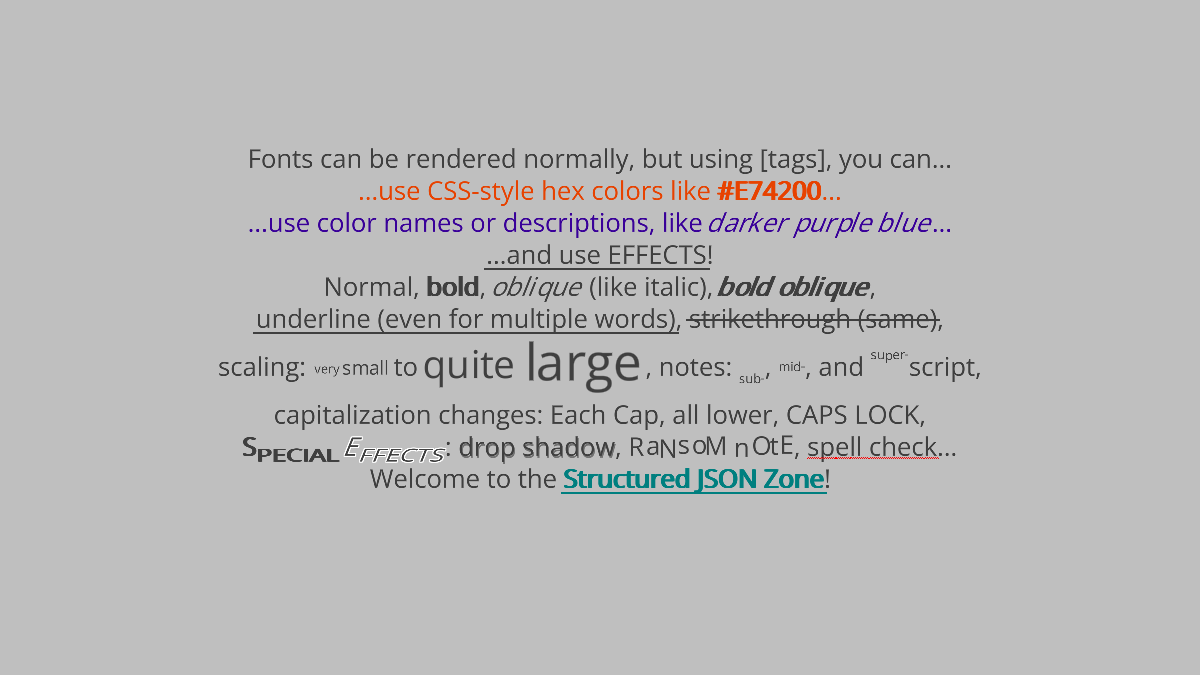 Fonts can be rendered normally, but using [tags], you can...
...use CSS-style hex colors like #E74200...
...use color names or descriptions, like darker purple blue...
...and use EFFECTS!
Normal, bold, oblique (like italic), bold oblique,
underline (even for multiple words), strikethrough (same),
scaling: very small to quite large, notes: sub-, mid-, and super-script,
capitalization changes: Each Cap, all lower, CAPS LOCK,
SPECIAL EFFECTS: drop shadow, RaNsoM nOtE, spell check...
Welcome to the Structured JSON Zone!